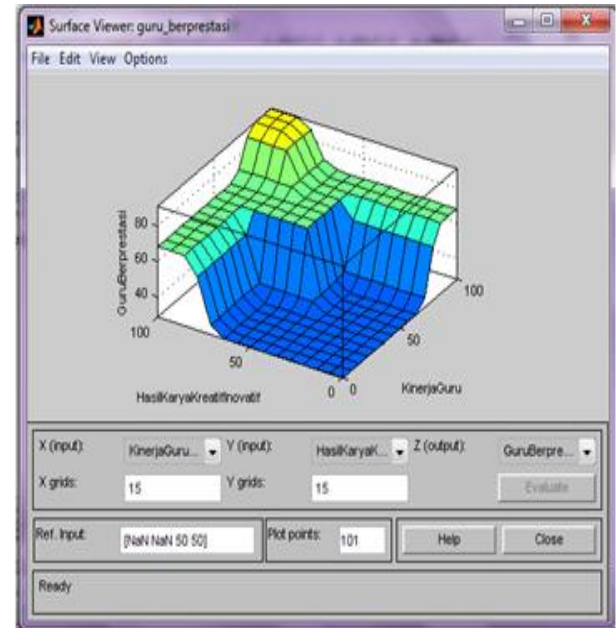 Surface Viewer: guru_berprestasi
File Edit View Options
GuruBerprestasi
80
60
40
100
50
0
0
50
100
HasilKaryaKreatifInovatif
KinerjaGuru
X (input):
KinerjaGuru...
Y (input):
HasilKaryaK...
Z (output):
GuruBerpre...
X grids:
15
Y grids:
15
Evaluate
Ref. Input:
[NaN NaN 50 50]
Plot points:
101
Help
Close
Ready